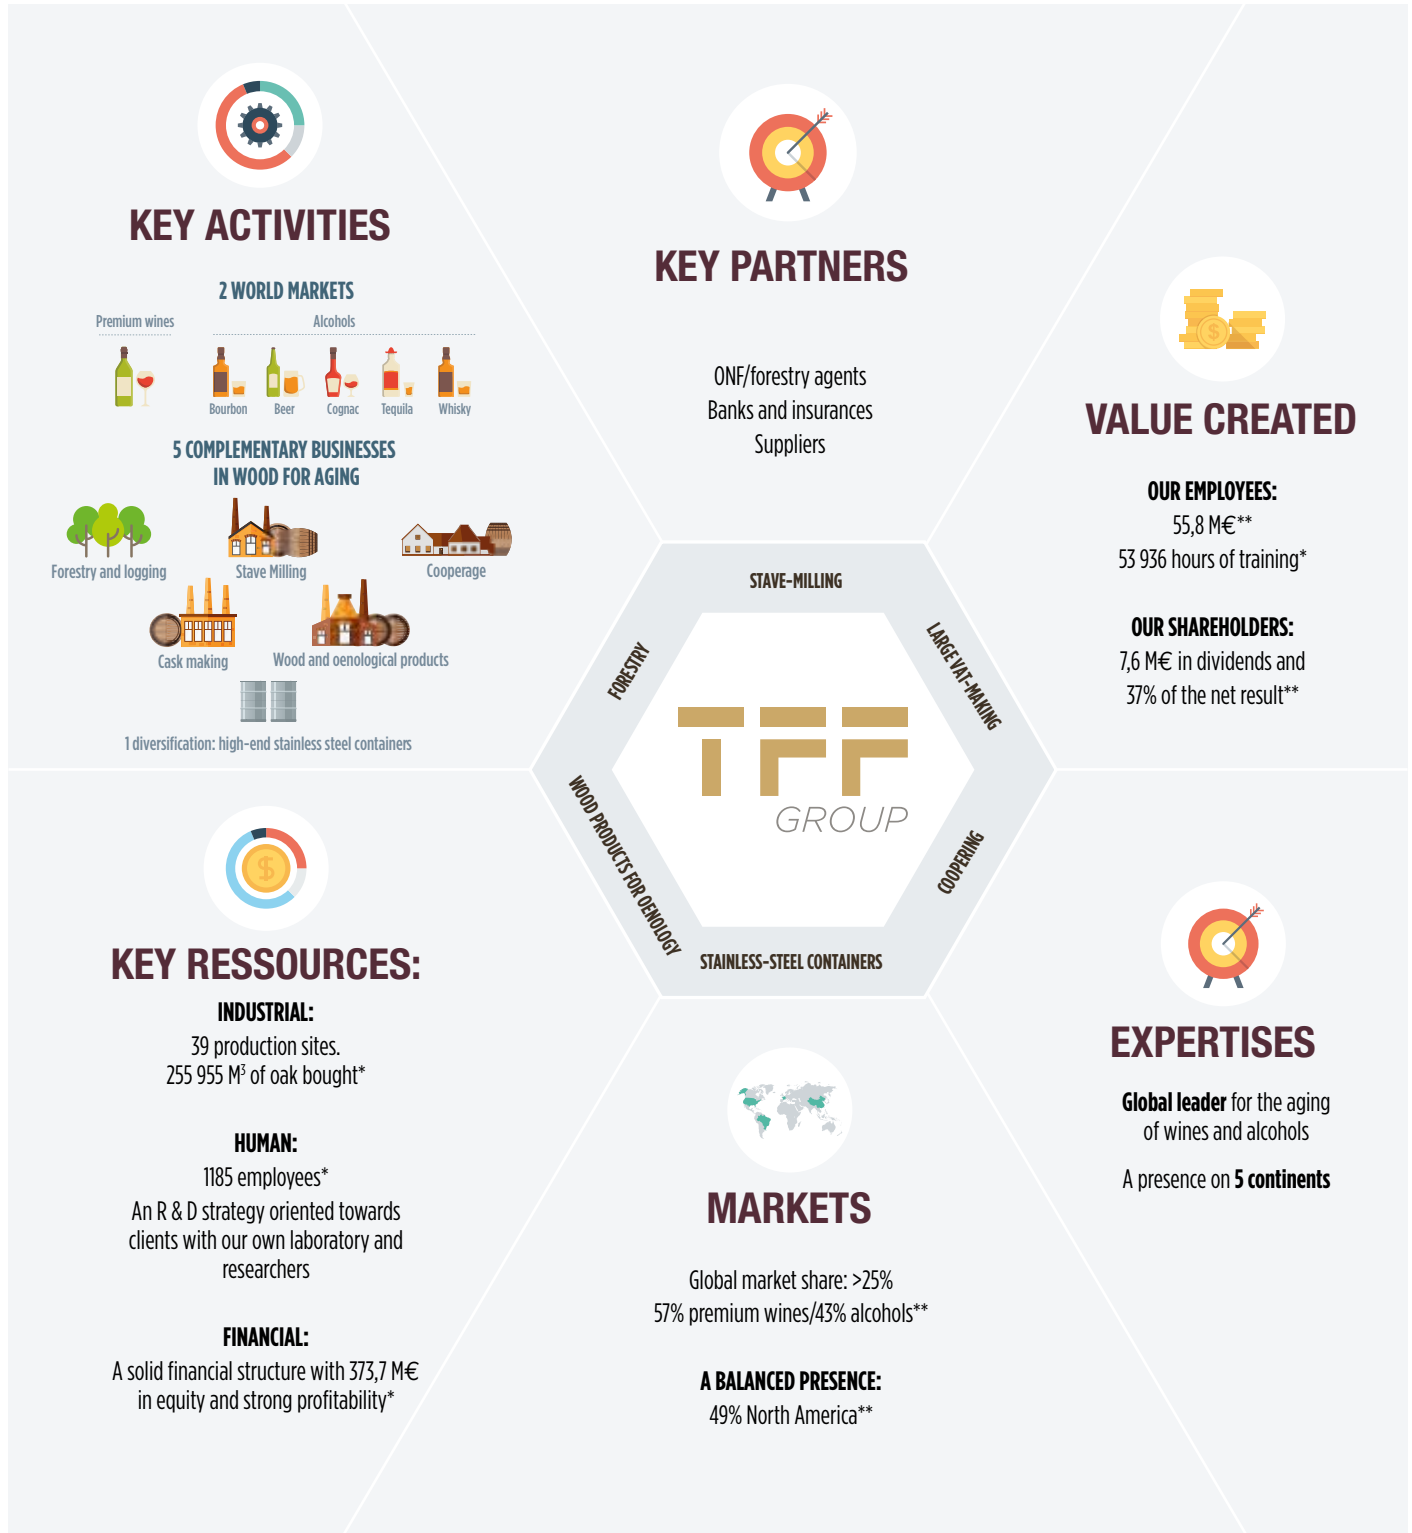 KEY ACTIVITIES
2 WORLD MARKETS
Premium wines
Alcohols
Bourbon
Beer
Cognac
Tequila
Whisky
5 COMPLEMENTARY BUSINESSES
IN WOOD FOR AGING
Forestry and logging
Stave Milling
Cooperage
Cask making
Wood and oenological products
1 diversification: high-end stainless steel containers
KEY PARTNERS
ONF/forestry agents
Banks and insurances
Suppliers
VALUE CREATED
OUR EMPLOYEES:
55,8 M€**
53 936 hours of training*
OUR SHAREHOLDERS:
7,6 M€ in dividends and
37% of the net result**
STAVE-MILLING
LARGE VAT-MAKING
COOPERING
STAINLESS-STEEL CONTAINERS
WOOD PRODUCTS FOR OENOLOGY
FORESTRY
TFF
GROUP
KEY RESSOURCES:
INDUSTRIAL:
39 production sites.
255 955 M³ of oak bought*
HUMAN:
1185 employees*
An R & D strategy oriented towards
clients with our own laboratory and
researchers
FINANCIAL:
A solid financial structure with 373,7 M€
in equity and strong profitability*
MARKETS
Global market share: >25%
57% premium wines/43% alcohols**
A BALANCED PRESENCE:
49% North America**
EXPERTISES
Global leader for the aging
of wines and alcohols
A presence on 5 continents